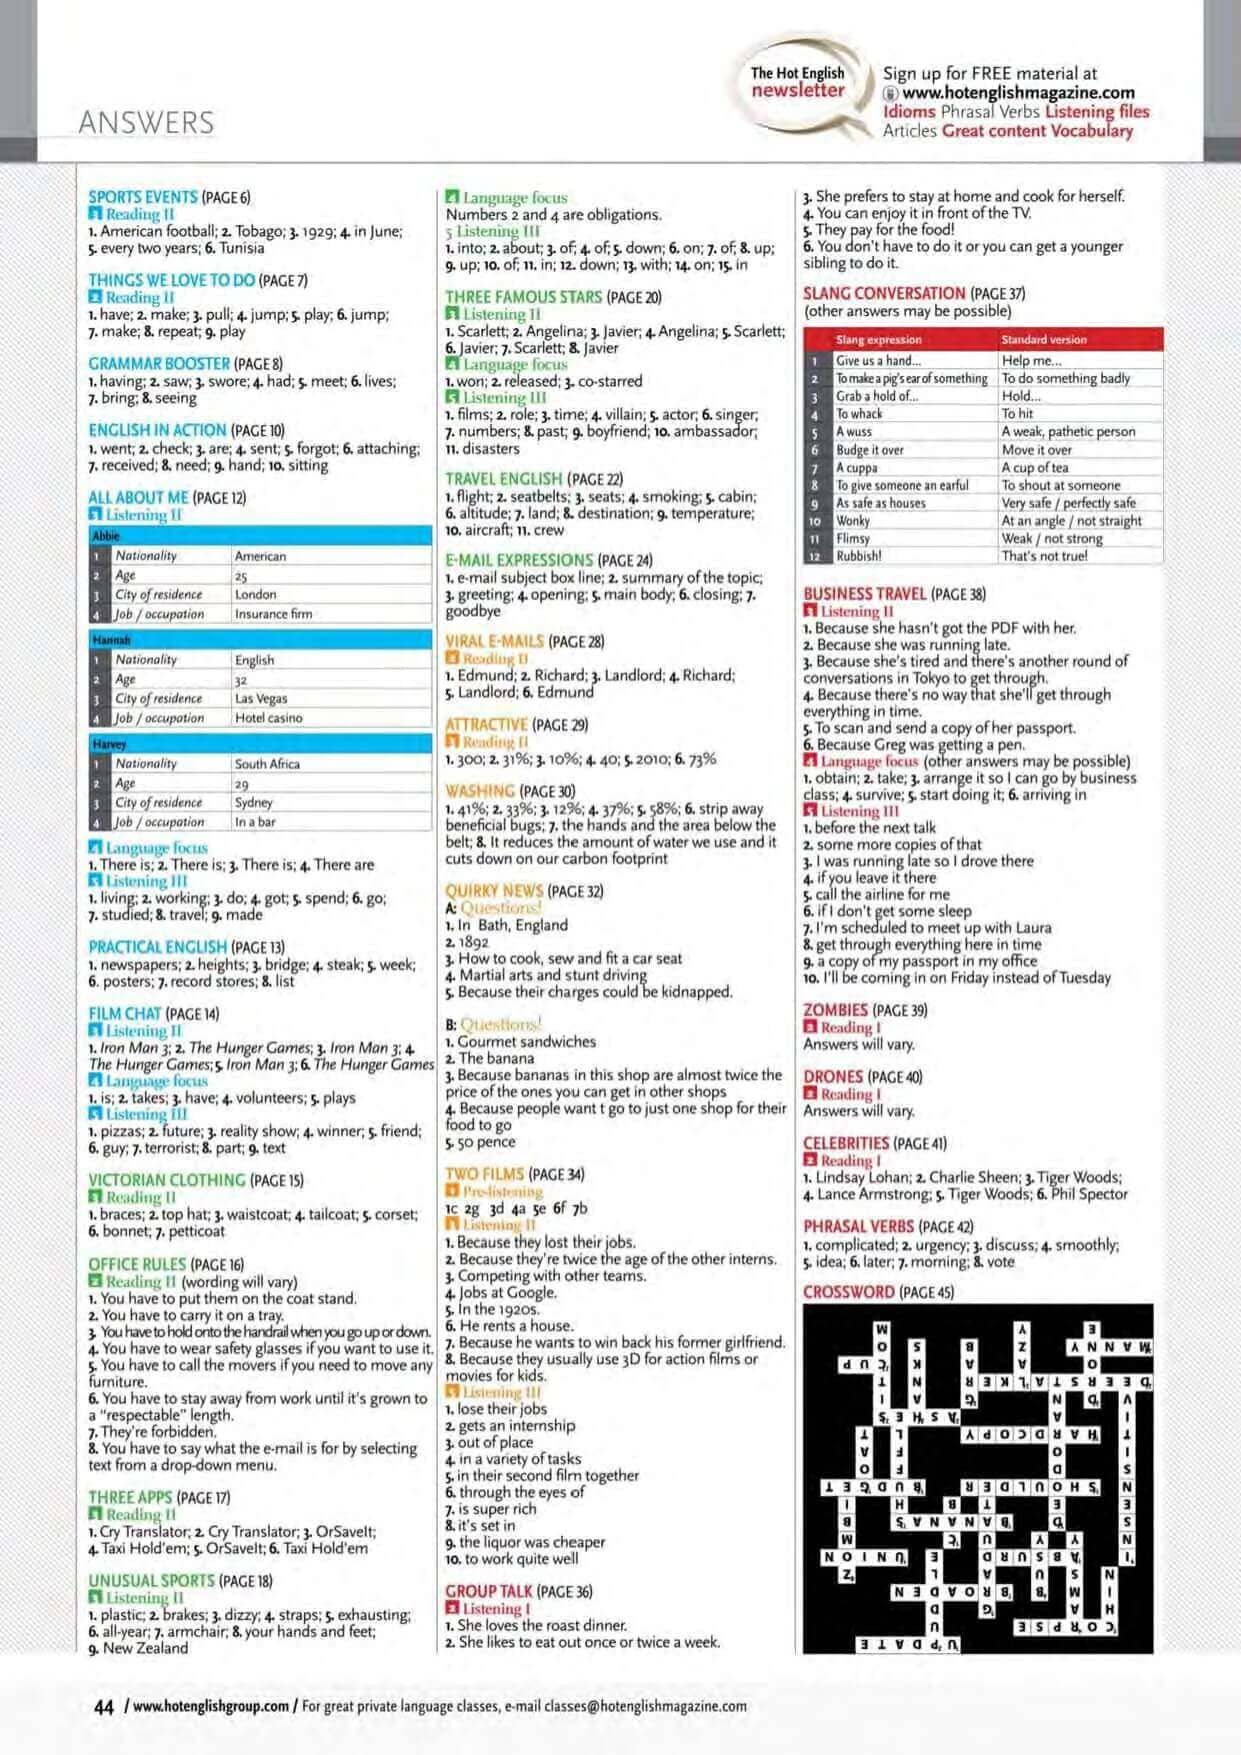 The Hot English
newsletter
Sign up for FREE material at
www.hotenglishmagazine.com
Idioms Phrasal Verbs Listening files
Articles Great content Vocabulary
ANSWERS
SPORTS EVENTS (PAGE 6)
1 Reading II
1. American football; 2. Tobago; 3. 1929; 4. in June;
5. every two years; 6. Tunisia
THINGS WE LOVE TO DO (PAGE 7)
2 Reading II
1. have; 2. make; 3. pull; 4. jump; 5. play; 6. jump;
7. make; 8. repeat; 9. play
GRAMMAR BOOSTER (PAGE 8)
1. having; 2. saw; 3. swore; 4. had; 5. meet; 6. lives;
7. bring; 8. seeing
ENGLISH IN ACTION (PAGE 10)
1. went; 2. check; 3. are; 4. sent; 5. forgot; 6. attaching;
7. received; 8. need; 9. hand; 10. sitting
ALL ABOUT ME (PAGE 12)
3 Listening II
Abbie
1 Nationality American
2 Age 25
3 City of residence London
4 Job / occupation Insurance firm
Hannah
1 Nationality English
2 Age 32
3 City of residence Las Vegas
4 Job / occupation Hotel casino
Harvey
1 Nationality South Africa
2 Age 29
3 City of residence Sydney
4 Job / occupation In a bar
4 Language focus
1. There is; 2. There is; 3. There is; 4. There are
5 Listening III
1. living; 2. working; 3. do; 4. got; 5. spend; 6. go;
7. studied; 8. travel; 9. made
PRACTICAL ENGLISH (PAGE 13)
1. newspapers; 2. heights; 3. bridge; 4. steak; 5. week;
6. posters; 7. record stores; 8. list
FILM CHAT (PAGE 14)
3 Listening II
1. Iron Man 3; 2. The Hunger Games; 3. Iron Man 3; 4.
The Hunger Games; 5. Iron Man 3; 6. The Hunger Games
4 Language focus
1. is; 2. takes; 3. have; 4. volunteers; 5. plays
5 Listening III
1. pizzas; 2. future; 3. reality show; 4. winner; 5. friend;
6. guy; 7. terrorist; 8. part; 9. text
VICTORIAN CLOTHING (PAGE 15)
3 Reading II
1. braces; 2. top hat; 3. waistcoat; 4. tailcoat; 5. corset;
6. bonnet; 7. petticoat
OFFICE RULES (PAGE 16)
2 Reading II (wording will vary)
1. You have to put them on the coat stand.
2. You have to carry it on a tray.
3. You have to hold onto the handrail when you go up or down.
4. You have to wear safety glasses if you want to use it.
5. You have to call the movers if you need to move any
furniture.
6. You have to stay away from work until it's grown to
a "respectable" length.
7. They're forbidden.
8. You have to say what the e-mail is for by selecting
text from a drop-down menu.
THREE APPS (PAGE 17)
Reading II
1. Cry Translator; 2. Cry Translator; 3. OrSaveIt;
4. Taxi Hold'em; 5. OrSaveIt; 6. Taxi Hold'em
UNUSUAL SPORTS (PAGE 18)
3 Listening II
1. plastic; 2. brakes; 3. dizzy; 4. straps; 5. exhausting;
6. all-year; 7. armchair; 8. your hands and feet;
9. New Zealand
4 Language focus
Numbers 2 and 4 are obligations.
5 Listening III
1. into; 2. about; 3. of; 4. of; 5. down; 6. on; 7. of; 8. up;
9. up; 10. of; 11. in; 12. down; 13. with; 14. on; 15. in
THREE FAMOUS STARS (PAGE 20)
3 Listening II
1. Scarlett; 2. Angelina; 3. Javier; 4. Angelina; 5. Scarlett;
6. Javier; 7. Scarlett; 8. Javier
4 Language focus
1. won; 2. released; 3. co-starred
5 Listening III
1. films; 2. role; 3. time; 4. villain; 5. actor; 6. singer;
7. numbers; 8. past; 9. boyfriend; 10. ambassador;
11. disasters
TRAVEL ENGLISH (PAGE 22)
1. flight; 2. seatbelts; 3. seats; 4. smoking; 5. cabin;
6. altitude; 7. land; 8. destination; 9. temperature;
10. aircraft; 11. crew
E-MAIL EXPRESSIONS (PAGE 24)
1. e-mail subject box line; 2. summary of the topic;
3. greeting; 4. opening; 5. main body; 6. closing; 7.
goodbye
VIRAL E-MAILS (PAGE 28)
2 Reading II
1. Edmund; 2. Richard; 3. Landlord; 4. Richard;
5. Landlord; 6. Edmund
ATTRACTIVE (PAGE 29)
3 Reading II
1. 300; 2. 31%; 3. 10%; 4. 40; 5. 2010; 6. 73%
WASHING (PAGE 30)
1. 41%; 2. 33%; 3. 12%; 4. 37%; 5. 58%; 6. strip away
beneficial bugs; 7. the hands and the area below the
belt; 8. It reduces the amount of water we use and it
cuts down on our carbon footprint
QUIRKY NEWS (PAGE 32)
A: Questions!
1. In Bath, England
2. 1892
3. How to cook, sew and fit a car seat
4. Martial arts and stunt driving
5. Because their charges could be kidnapped.
B: Questions!
1. Gourmet sandwiches
2. The banana
3. Because bananas in this shop are almost twice the
price of the ones you can get in other shops
4. Because people want t go to just one shop for their
food to go
5. 50 pence
TWO FILMS (PAGE 34)
1 Pre-listening
1c 2g 3d 4a 5e 6f 7b
Listening II
1. Because they lost their jobs.
2. Because they're twice the age of the other interns.
3. Competing with other teams.
4. Jobs at Google.
5. In the 1920s.
6. He rents a house.
7. Because he wants to win back his former girlfriend.
8. Because they usually use 3D for action films or
movies for kids.
5 Listening III
1. lose their jobs
2. gets an internship
3. out of place
4. in a variety of tasks
5. in their second film together
6. through the eyes of
7. is super rich
8. it's set in
9. the liquor was cheaper
10. to work quite well
GROUP TALK (PAGE 36)
2 Listening I
1. She loves the roast dinner.
2. She likes to eat out once or twice a week.
3. She prefers to stay at home and cook for herself.
4. You can enjoy it in front of the TV.
5. They pay for the food!
6. You don't have to do it or you can get a younger
sibling to do it.
SLANG CONVERSATION (PAGE 37)
(other answers may be possible)
Slang expression Standard version
1 Give us a hand... Help me...
2 To make a pig's ear of something To do something badly
3 Grab a hold of... Hold...
4 To whack To hit
5 A wuss A weak, pathetic person
6 Budge it over Move it over
7 A cuppa A cup of tea
8 To give someone an earful To shout at someone
9 As safe as houses Very safe / perfectly safe
10 Wonky At an angle / not straight
11 Flimsy Weak / not strong
12 Rubbish! That's not true!
BUSINESS TRAVEL (PAGE 38)
3 Listening II
1. Because she hasn't got the PDF with her.
2. Because she was running late.
3. Because she's tired and there's another round of
conversations in Tokyo to get through.
4. Because there's no way that she'll get through
everything in time.
5. To scan and send a copy of her passport.
6. Because Greg was getting a pen.
4 Language focus (other answers may be possible)
1. obtain; 2. take; 3. arrange it so I can go by business
class; 4. survive; 5. start doing it; 6. arriving in
5 Listening III
1. before the next talk
2. some more copies of that
3. I was running late so I drove there
4. if you leave it there
5. call the airline for me
6. if I don't get some sleep
7. I'm scheduled to meet up with Laura
8. get through everything here in time
9. a copy of my passport in my office
10. I'll be coming in on Friday instead of Tuesday
ZOMBIES (PAGE 39)
2 Reading I
Answers will vary.
DRONES (PAGE 40)
2 Reading I
Answers will vary.
CELEBRITIES (PAGE 41)
2 Reading I
1. Lindsay Lohan; 2. Charlie Sheen; 3. Tiger Woods;
4. Lance Armstrong; 5. Tiger Woods; 6. Phil Spector
PHRASAL VERBS (PAGE 42)
1. complicated; 2. urgency; 3. discuss; 4. smoothly;
5. idea; 6. later; 7. morning; 8. vote
CROSSWORD (PAGE 45)
44 / www.hotenglishgroup.com / For great private language classes, e-mail classes@hotenglishmagazine.com